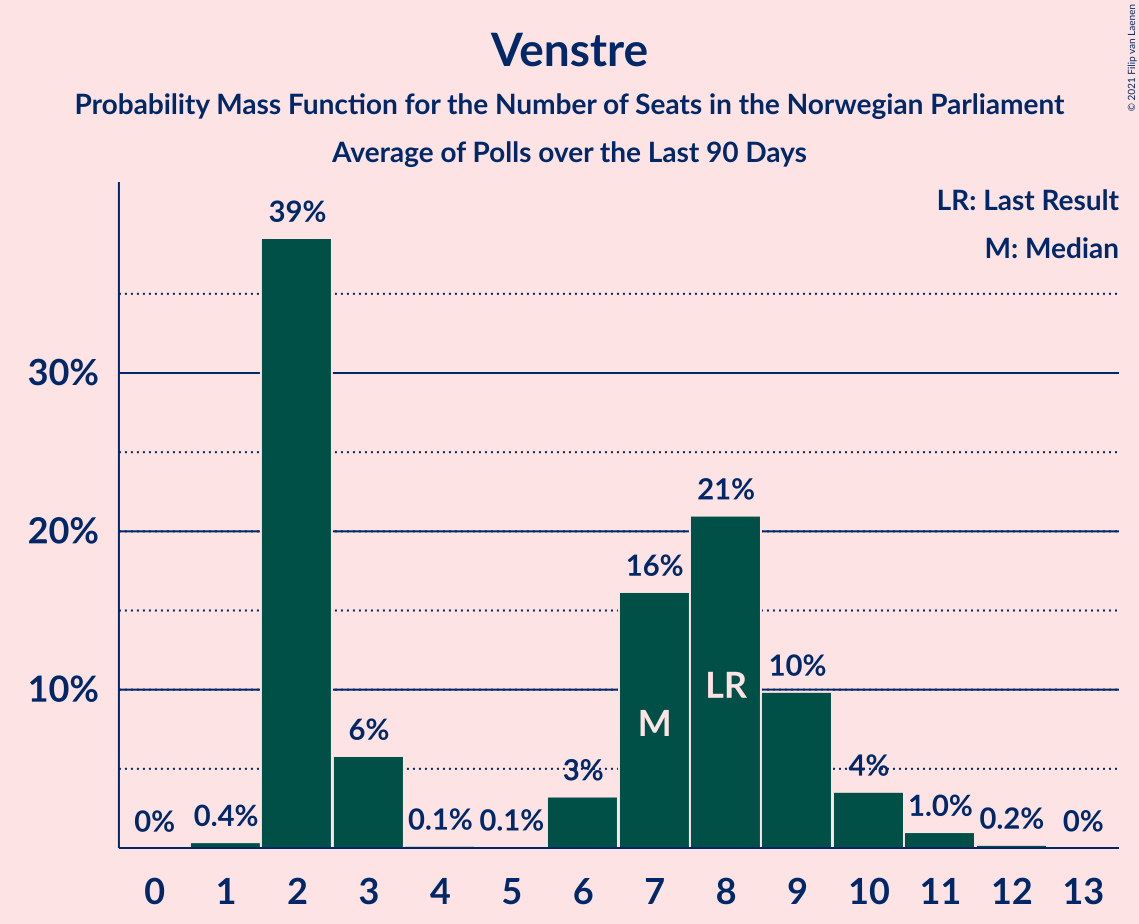 © 2021 Filip van Laenen
Venstre
Probability Mass Function for the Number of Seats in the Norwegian Parliament
Average of Polls over the Last 90 Days
LR: Last Result
M: Median
39%
30%
21%
20%
16%
10%
10%
LR
M
6%
3%
4%
0%
0.4%
0.1%
0.1%
1.0%
0.2%
0%
0 1 2 3 4 5 6 7 8 9 10 11 12 13